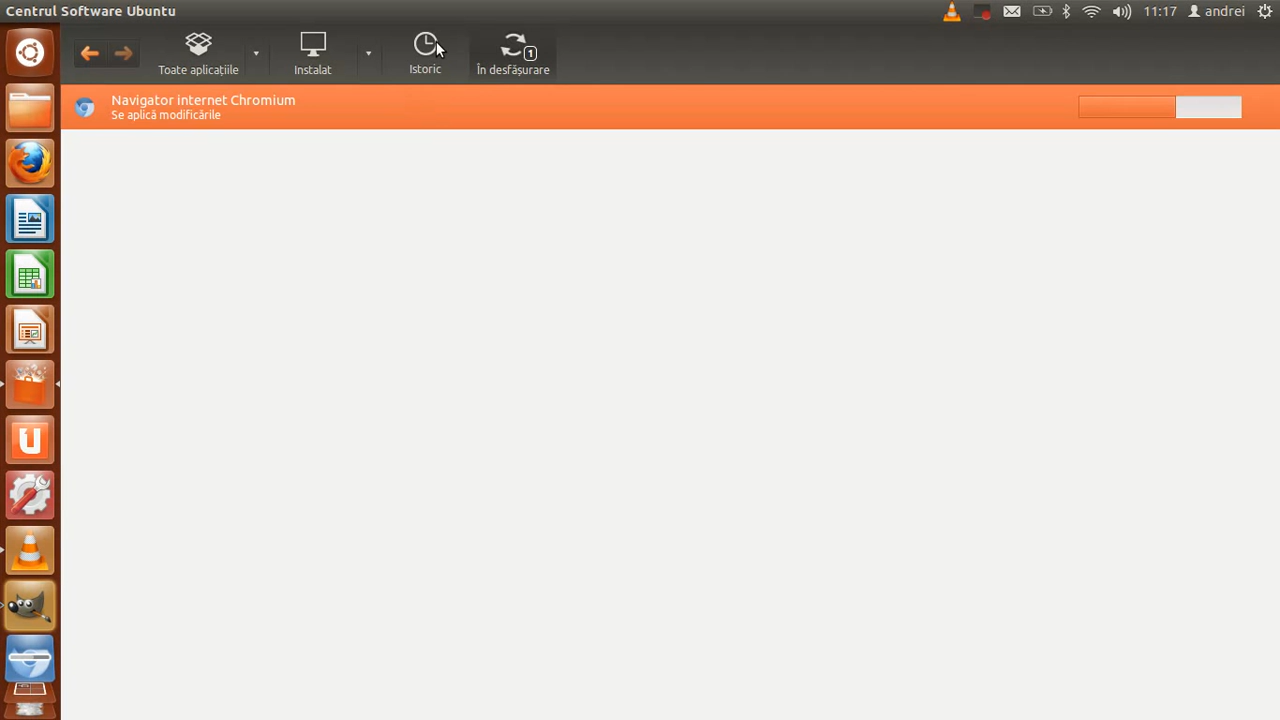 Centrul Software Ubuntu
11:17 andrei
Toate aplicațiile
Instalat
Istoric
În desfășurare
1
Navigator internet Chromium
Se aplică modificările